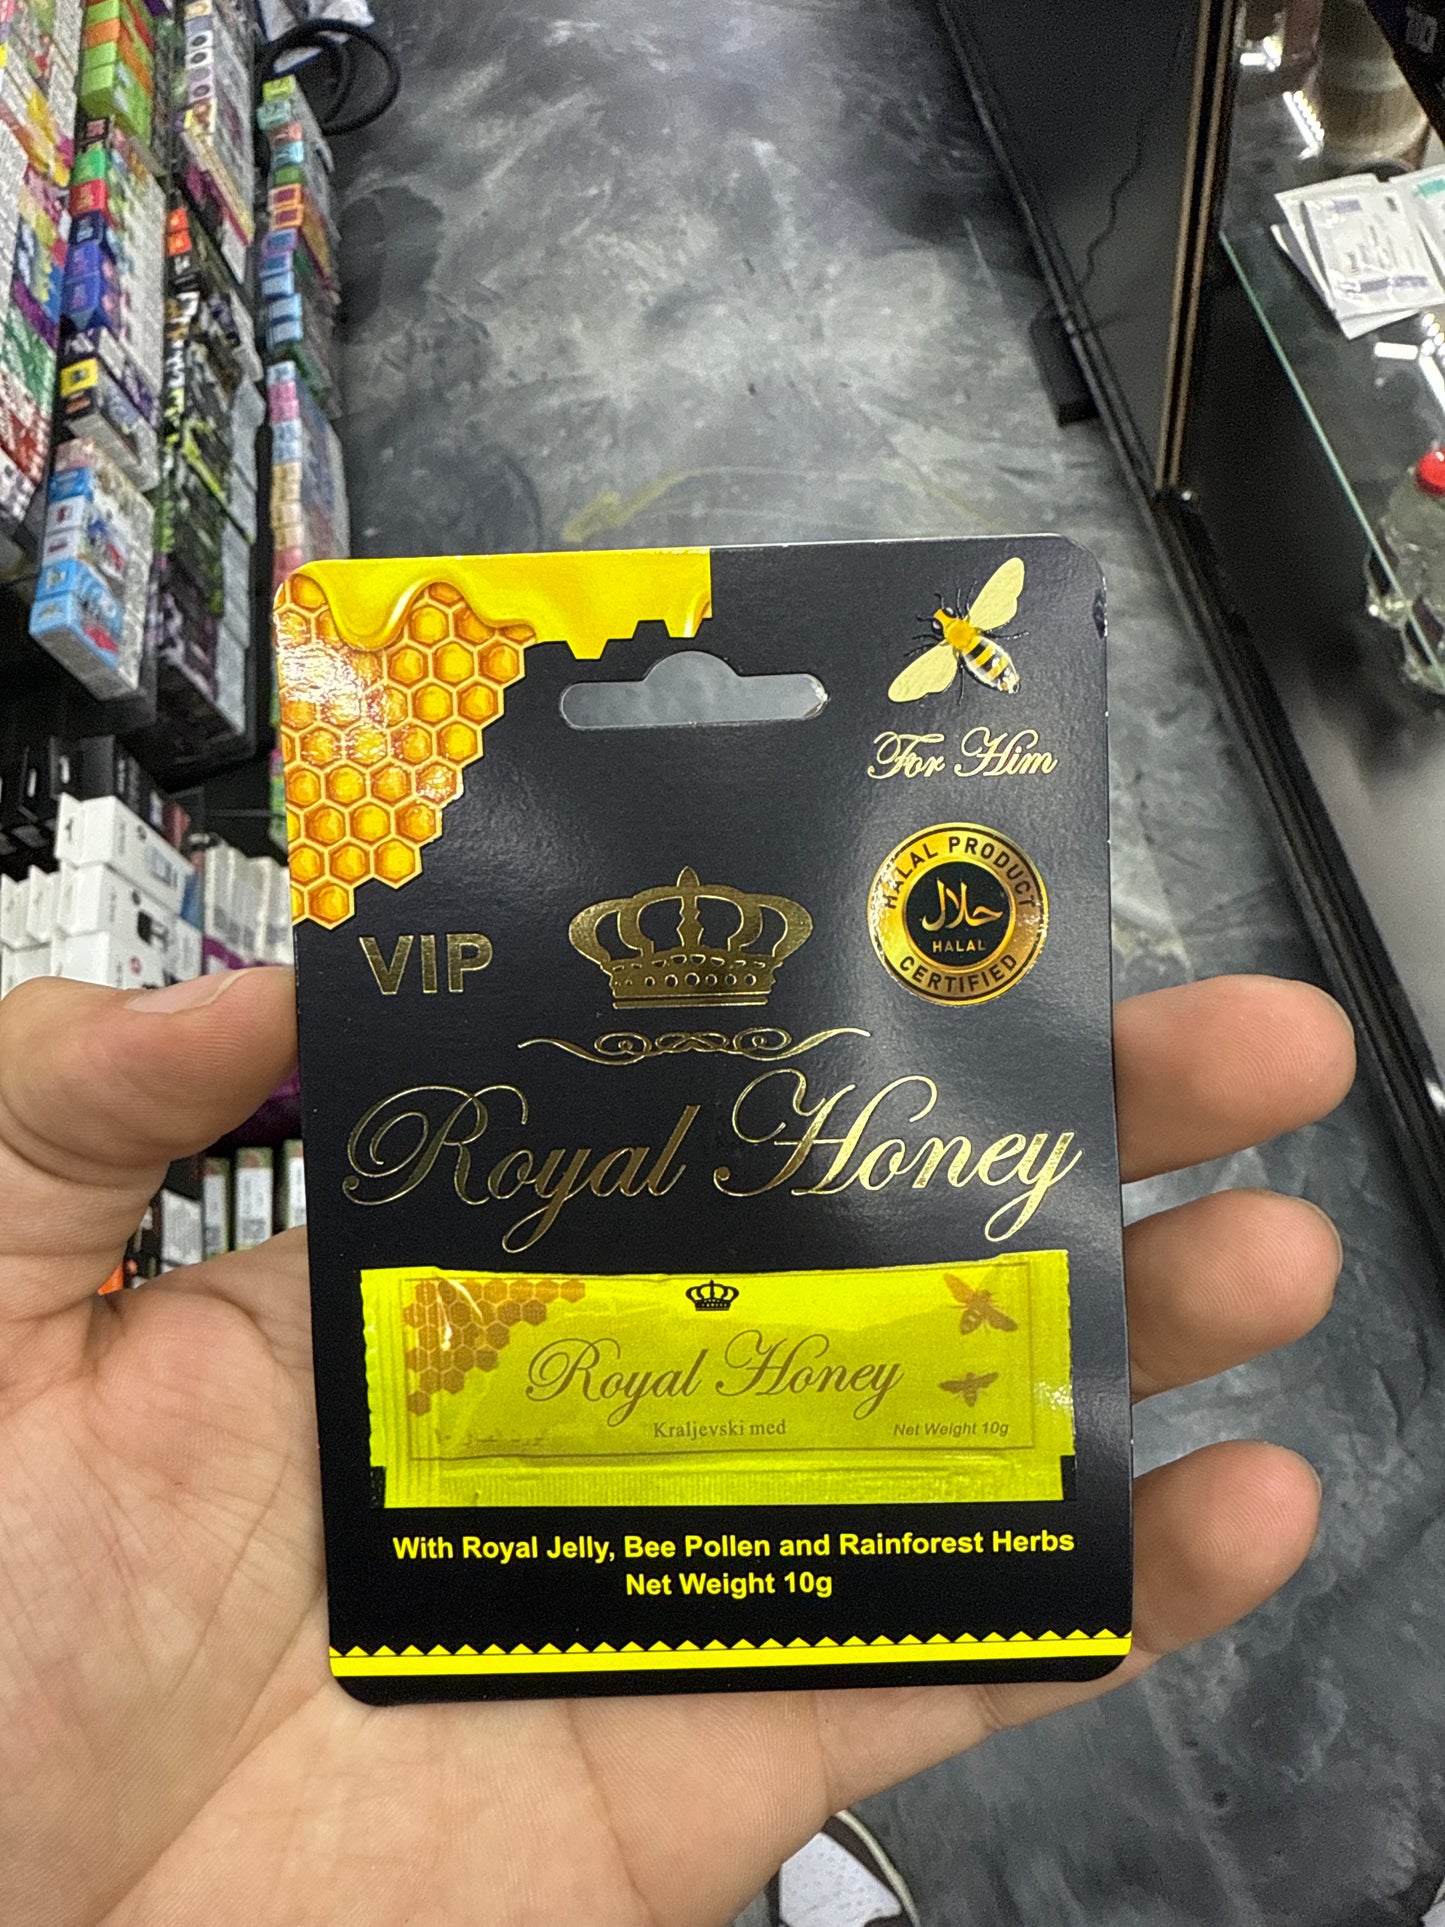 For Him
HALAL PRODUCT
حلال
HALAL
CERTIFIED
VIP
Royal Honey
Royal Honey
Kraljevski med
Net Weight 10g
With Royal Jelly, Bee Pollen and Rainforest Herbs
Net Weight 10g